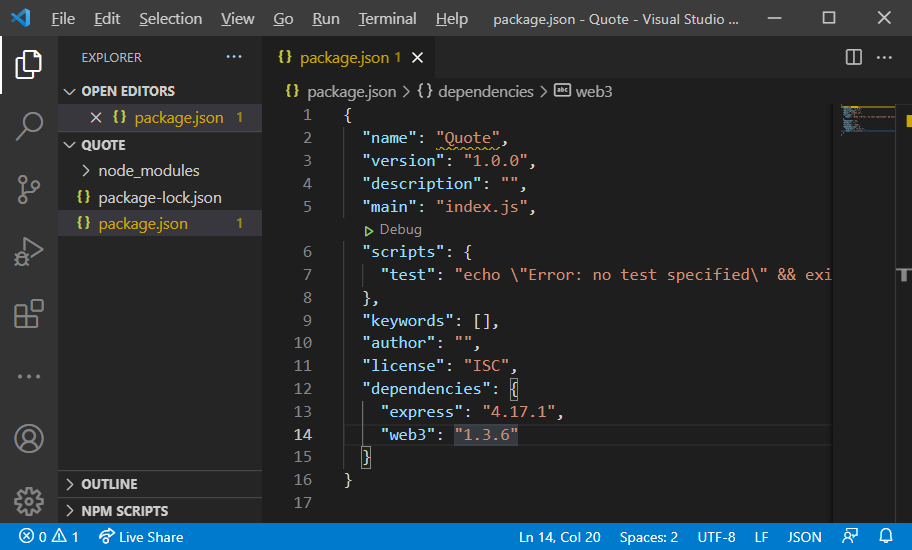 File Edit Selection View Go Run Terminal Help package.json - Quote - Visual Studio ...
EXPLORER
OPEN EDITORS
package.json 1
QUOTE
node_modules
package-lock.json
package.json 1
OUTLINE
NPM SCRIPTS
package.json 1
{} package.json > {} dependencies > abc web3
1 {
2 "name": "Quote",
3 "version": "1.0.0",
4 "description": "",
5 "main": "index.js",
Debug
6 "scripts": {
7 "test": "echo \"Error: no test specified\" && exi
8 },
9 "keywords": [],
10 "author": "",
11 "license": "ISC",
12 "dependencies": {
13 "express": "4.17.1",
14 "web3": "1.3.6"
15 }
16 }
17
0 1 Live Share Ln 14, Col 20 Spaces: 2 UTF-8 LF JSON